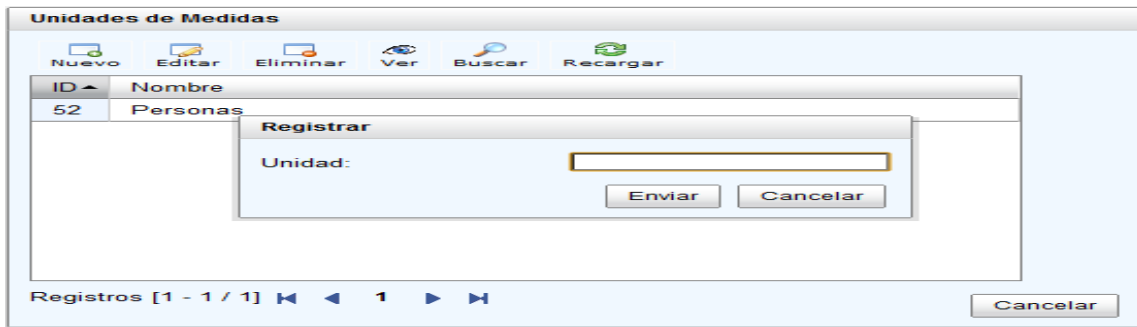 Unidades de Medidas
Nuevo Editar Eliminar Ver Buscar Recargar
ID Nombre
52 Personas
Registrar
Unidad:
Enviar Cancelar
Registros [1 - 1 / 1] 1
Cancelar